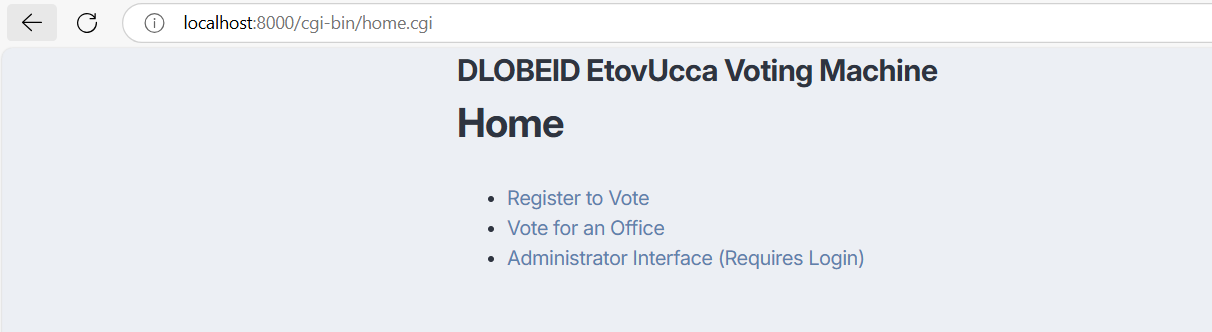 localhost:8000/cgi-bin/home.cgi
DLOBEID EtovUcca Voting Machine
Home
Register to Vote
Vote for an Office
Administrator Interface (Requires Login)